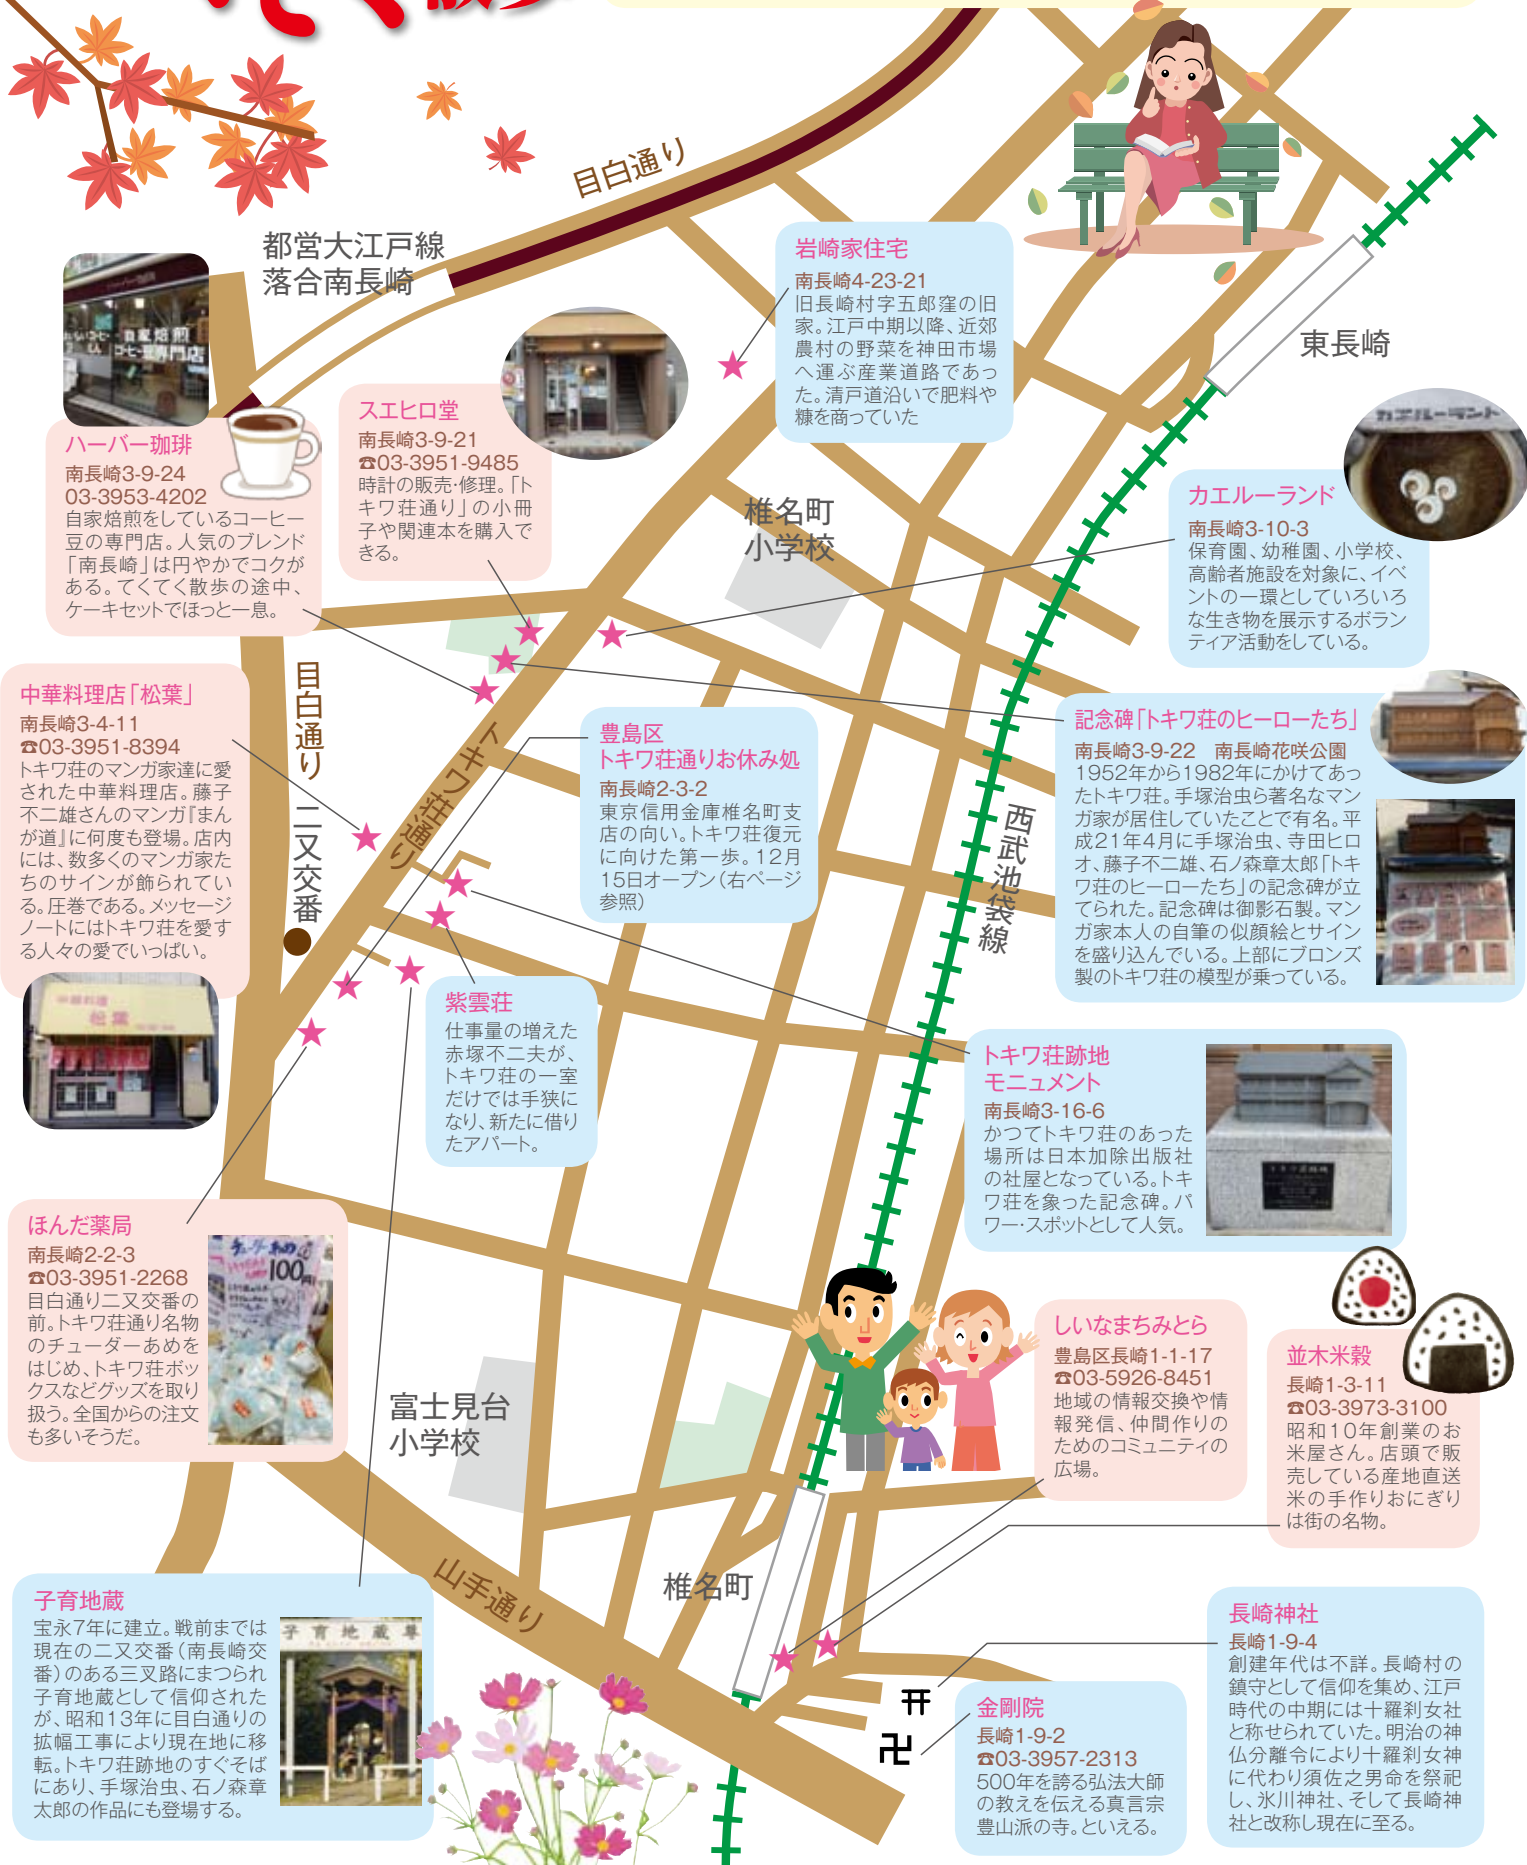 目白通り
都営大江戸線
落合南長崎
岩崎家住宅
南長崎4-23-21
旧長崎村字五郎窪の旧
家。江戸中期以降、近郊
農村の野菜を神田市場
へ運ぶ産業道路であっ
た。清戸道沿いで肥料や
糠を商っていた
東長崎
自家焙煎
コーヒー豆専門店
ハーバー珈琲
南長崎3-9-24
03-3953-4202
自家焙煎をしているコーヒー
豆の専門店。人気のブレンド
「南長崎」は円やかでコクが
ある。てくてく散歩の途中、
ケーキセットでほっと一息。
スエヒロ堂
南長崎3-9-21
☎03-3951-9485
時計の販売・修理。「ト
キワ荘通り」の小冊
子や関連本を購入で
きる。
椎名町
小学校
カエルーランド
カエルーランド
南長崎3-10-3
保育園、幼稚園、小学校、
高齢者施設を対象に、イベ
ントの一環としていろいろ
な生き物を展示するボラン
ティア活動をしている。
中華料理店「松葉」
南長崎3-4-11
☎03-3951-8394
トキワ荘のマンガ家達に愛
された中華料理店。藤子
不二雄さんのマンガ『まん
が道』に何度も登場。店内
には、数多くのマンガ家た
ちのサインが飾られてい
る。圧巻である。メッセージ
ノートにはトキワ荘を愛す
る人々の愛でいっぱい。
中華料理
松葉
目白通り
二又交番
トキワ荘通り
豊島区
トキワ荘通りお休み処
南長崎2-3-2
東京信用金庫椎名町支
店の向い。トキワ荘復元
に向けた第一歩。12月
15日オープン（右ページ
参照）
西武池袋線
記念碑「トキワ荘のヒーローたち」
南長崎3-9-22　南長崎花咲公園
1952年から1982年にかけてあっ
たトキワ荘。手塚治虫ら著名なマン
ガ家が居住していたことで有名。平
成21年4月に手塚治虫、寺田ヒロ
オ、藤子不二雄、石ノ森章太郎「トキ
ワ荘のヒーローたち」の記念碑が立
てられた。記念碑は御影石製。マン
ガ家本人の自筆の似顔絵とサイン
を盛り込んでいる。上部にブロンズ
製のトキワ荘の模型が乗っている。
紫雲荘
仕事量の増えた
赤塚不二夫が、
トキワ荘の一室
だけでは手狭に
なり、新たに借り
たアパート。
トキワ荘跡地
モニュメント
南長崎3-16-6
かつてトキワ荘のあった
場所は日本加除出版社
の社屋となっている。トキ
ワ荘を象った記念碑。パ
ワー・スポットとして人気。
ほんだ薬局
南長崎2-2-3
☎03-3951-2268
目白通り二又交番の
前。トキワ荘通り名物
のチューダーあめを
はじめ、トキワ荘ボッ
クスなどグッズを取り
扱う。全国からの注文
も多いそうだ。
チューダーあめ
100円
富士見台
小学校
しいなまちみとら
豊島区長崎1-1-17
☎03-5926-8451
地域の情報交換や情
報発信、仲間作りの
ためのコミュニティの
広場。
並木米穀
長崎1-3-11
☎03-3973-3100
昭和10年創業のお
米屋さん。店頭で販
売している産地直送
米の手作りおにぎり
は街の名物。
山手通り
椎名町
子育地蔵
宝永7年に建立。戦前までは
現在の二又交番（南長崎交
番）のある三叉路にまつられ
子育地蔵として信仰された
が、昭和13年に目白通りの
拡幅工事により現在地に移
転。トキワ荘跡地のすぐそば
にあり、手塚治虫、石ノ森章
太郎の作品にも登場する。
子育地蔵尊
卍
金剛院
長崎1-9-2
☎03-3957-2313
500年を誇る弘法大師
の教えを伝える真言宗
豊山派の寺。といえる。
長崎神社
長崎1-9-4
創建年代は不詳。長崎村の
鎮守として信仰を集め、江戸
時代の中期には十羅刹女社
と称せられていた。明治の神
仏分離令により十羅刹女神
に代わり須佐之男命を祭祀
し、氷川神社、そして長崎神
社と改称し現在に至る。